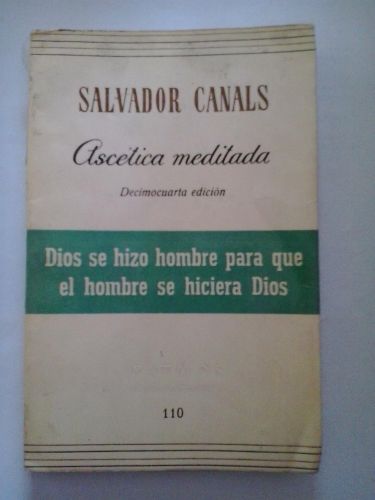 SALVADOR CANALS
Ascética meditada
Decimocuarta edición
Dios se hizo hombre para que
el hombre se hiciera Dios
110